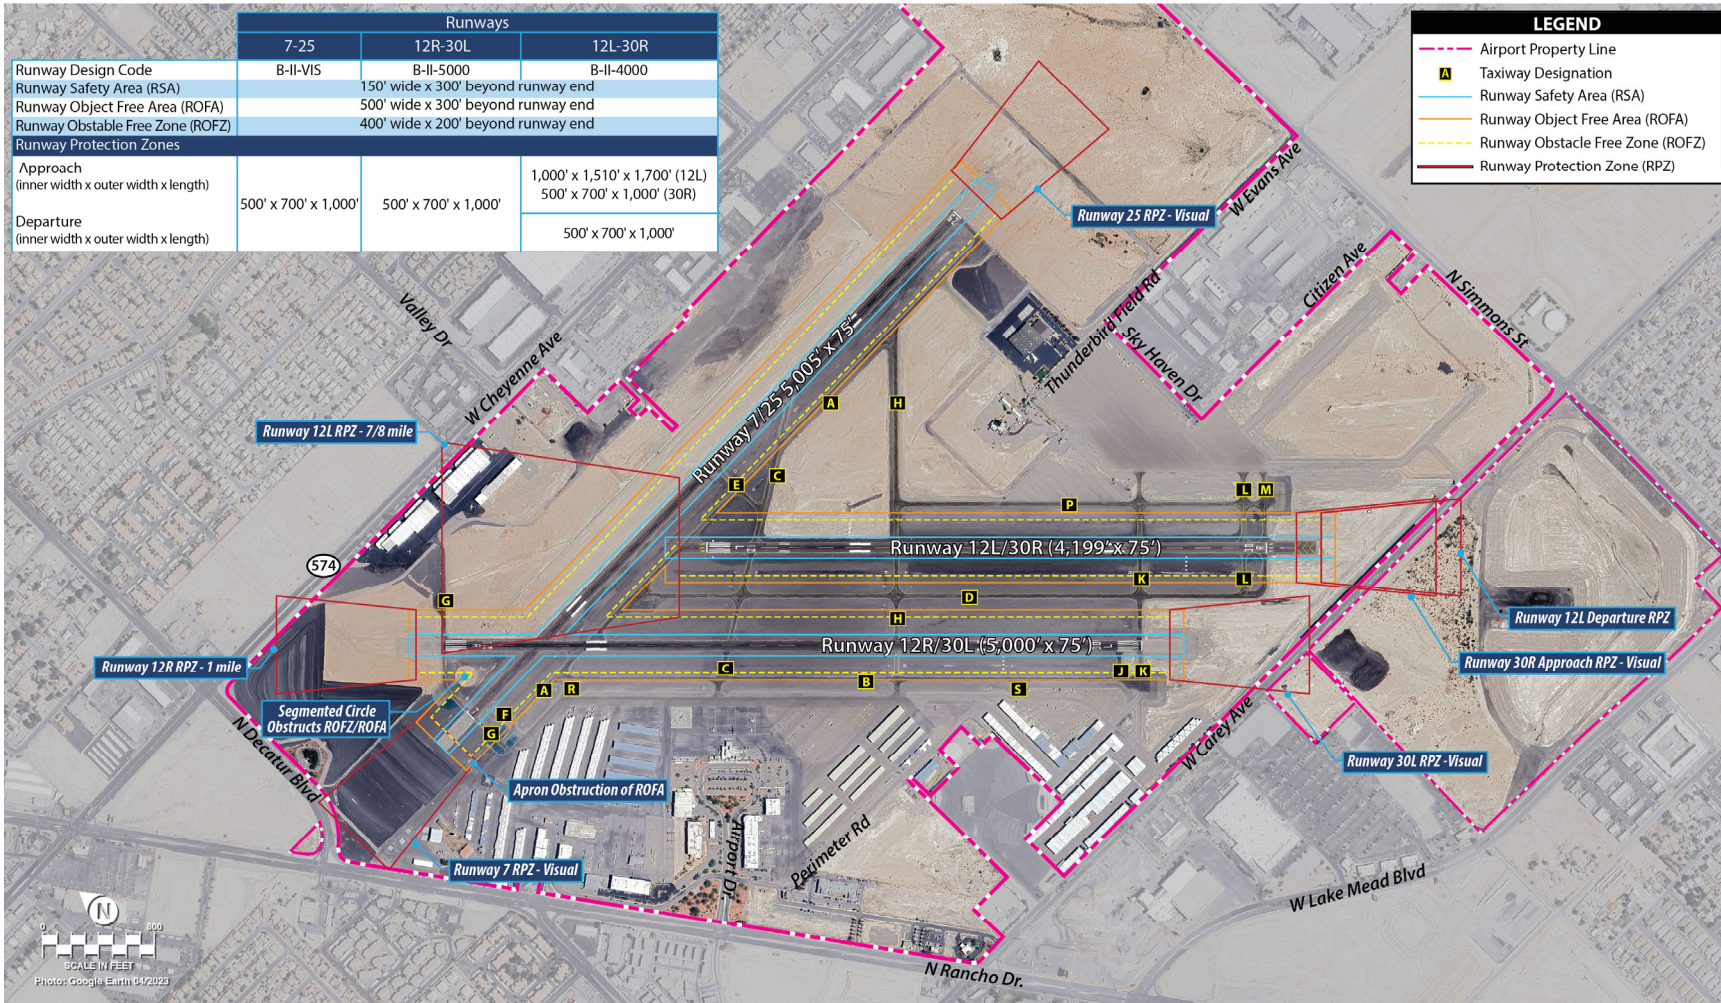 Runways
7-25 12R-30L 12L-30R
Runway Design Code B-II-VIS B-II-5000 B-II-4000
Runway Safety Area (RSA) 150' wide x 300' beyond runway end
Runway Object Free Area (ROFA) 500' wide x 300' beyond runway end
Runway Obstable Free Zone (ROFZ) 400' wide x 200' beyond runway end
Runway Protection Zones
Approach
(inner width x outer width x length)
1,000' x 1,510' x 1,700' (12L)
500' x 700' x 1,000' (30R)
500' x 700' x 1,000' 500' x 700' x 1,000'
Departure
(inner width x outer width x length)
500' x 700' x 1,000'
LEGEND
Airport Property Line
A Taxiway Designation
Runway Safety Area (RSA)
Runway Object Free Area (ROFA)
Runway Obstacle Free Zone (ROFZ)
Runway Protection Zone (RPZ)
W Evans Ave
Runway 25 RPZ - Visual
25
Citizen Ave
N Simmons St
Thunderbird Field Rd
Sky Haven Dr
Valley Dr
W Cheyenne Ave
Runway 7/25 5,005' x 75'
A
H
Runway 12L RPZ - 7/8 mile
E
C
P
L
M
Runway 12L/30R (4,199' x 75')
574
K
L
G
D
H
Runway 12L Departure RPZ
Runway 12R/30L (5,000' x 75')
Runway 12R RPZ - 1 mile
Runway 30R Approach RPZ - Visual
C
B
J
K
A
R
S
Segmented Circle
Obstructs ROFZ/ROFA
F
G
N Decatur Blvd
W Carey Ave
Runway 30L RPZ -Visual
Apron Obstruction of ROFA
Airport Dr
Perimeter Rd
Runway 7 RPZ - Visual
W Lake Mead Blvd
N
0 800
SCALE IN FEET
Photo: Google Earth 04/2023
N Rancho Dr.